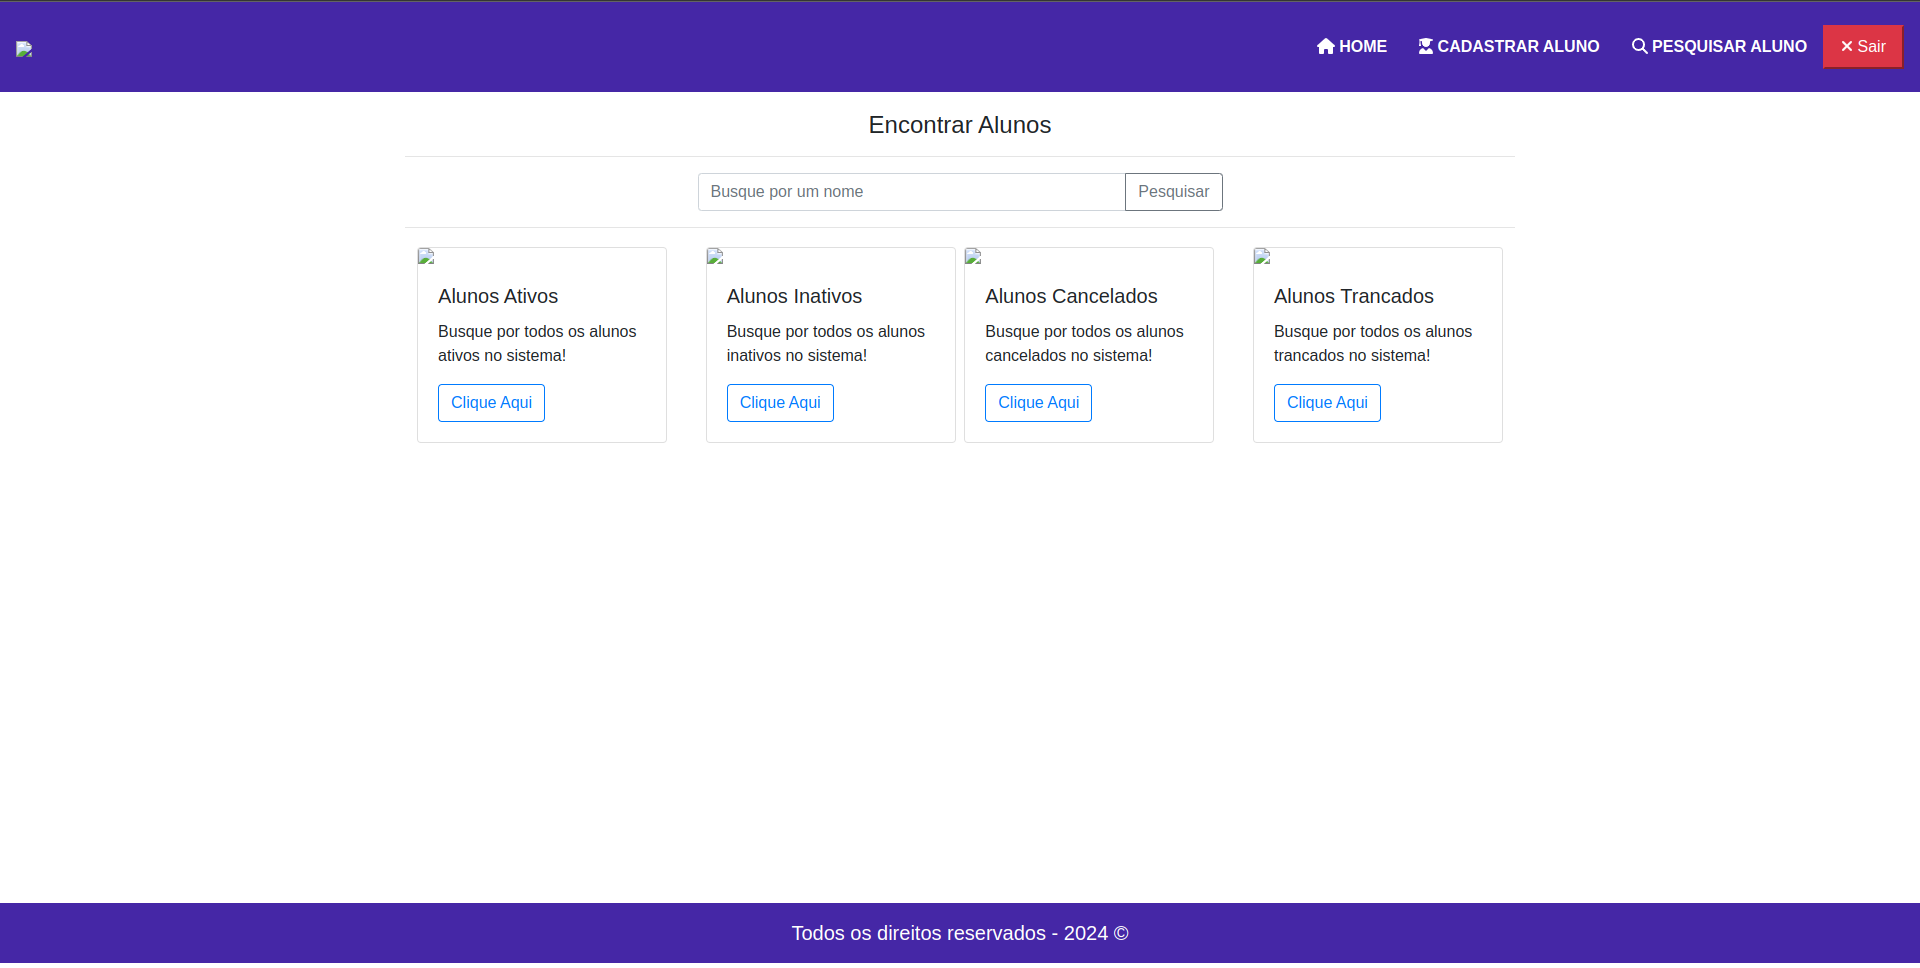 HOME
CADASTRAR ALUNO
PESQUISAR ALUNO
Sair
Encontrar Alunos
Busque por um nome
Pesquisar
Alunos Ativos
Busque por todos os alunos
ativos no sistema!
Clique Aqui
Alunos Inativos
Busque por todos os alunos
inativos no sistema!
Clique Aqui
Alunos Cancelados
Busque por todos os alunos
cancelados no sistema!
Clique Aqui
Alunos Trancados
Busque por todos os alunos
trancados no sistema!
Clique Aqui
Todos os direitos reservados - 2024 ©